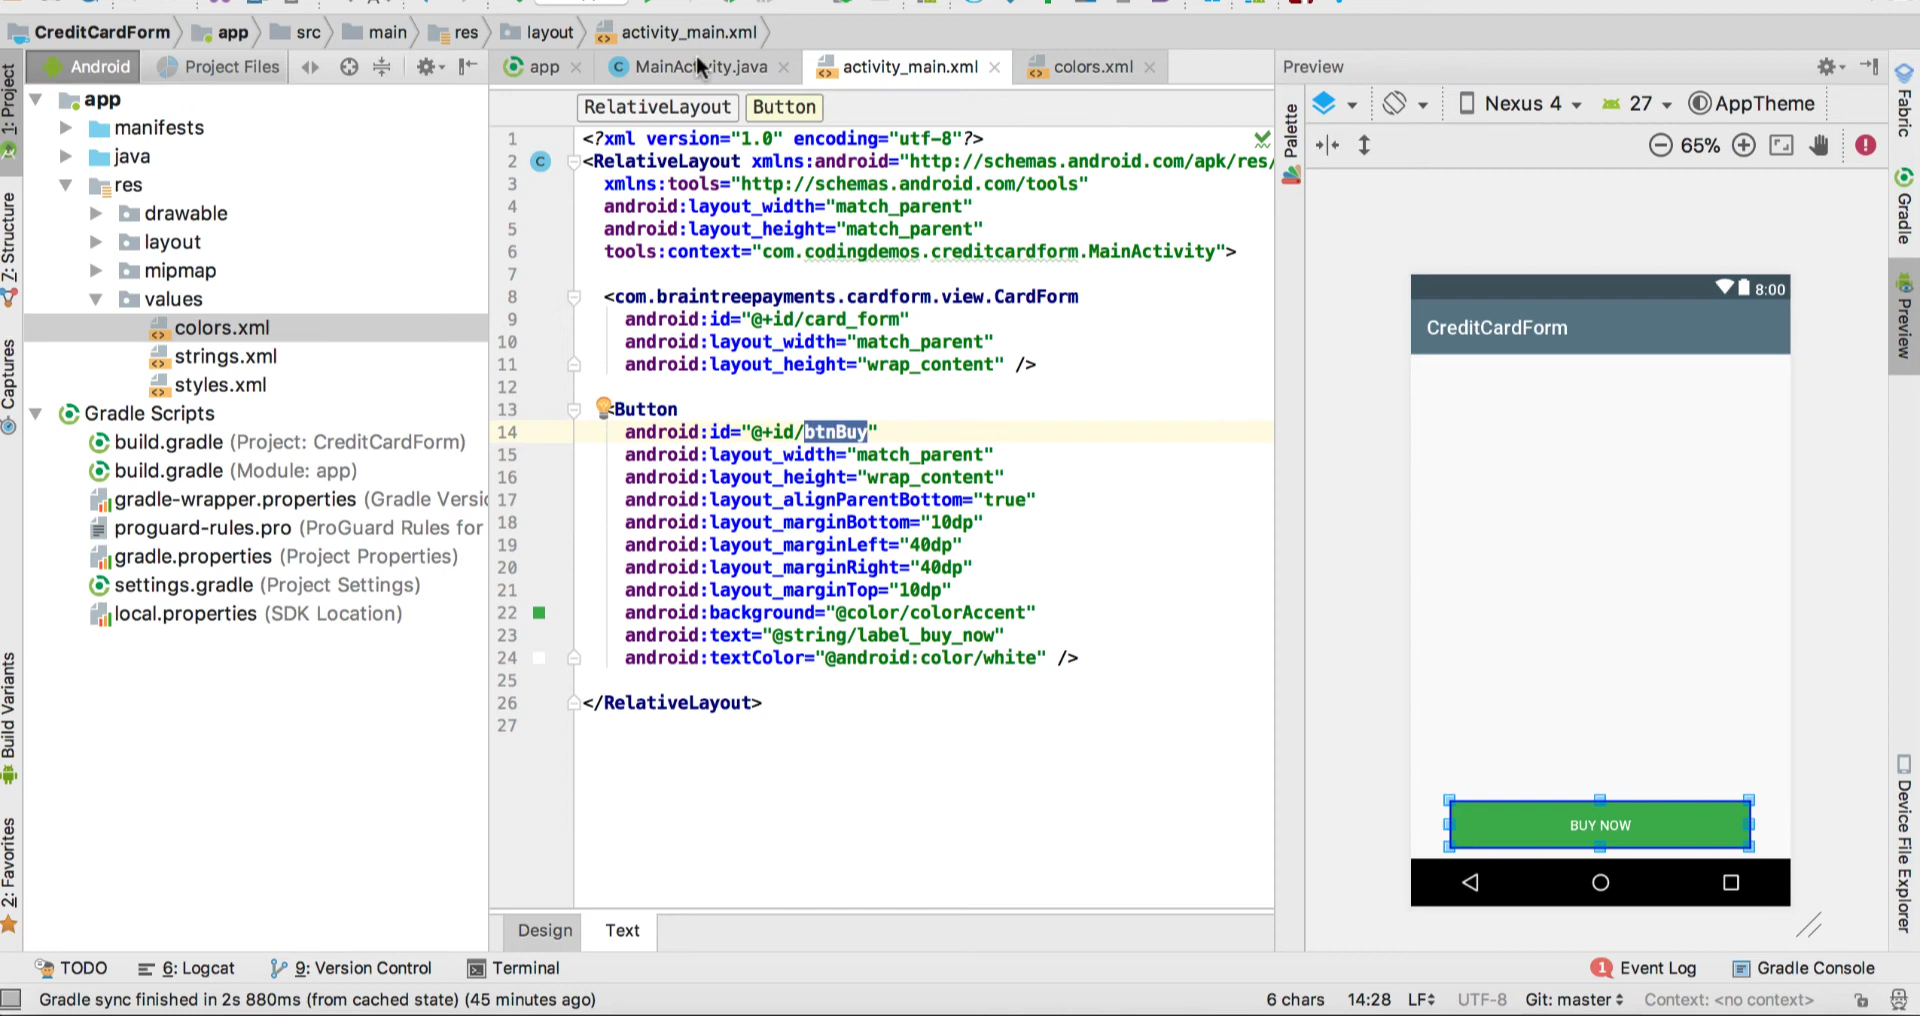 CreditCardForm app src main res layout activity_main.xml
Android Project Files
app MainActivity.java activity_main.xml colors.xml
Preview
1: Project
Z: Structure
Captures
Build Variants
2: Favorites
app
manifests
java
res
drawable
layout
mipmap
values
colors.xml
strings.xml
styles.xml
Gradle Scripts
build.gradle (Project: CreditCardForm)
build.gradle (Module: app)
gradle-wrapper.properties (Gradle Versi
proguard-rules.pro (ProGuard Rules for
gradle.properties (Project Properties)
settings.gradle (Project Settings)
local.properties (SDK Location)
RelativeLayout Button
1 <?xml version="1.0" encoding="utf-8"?>
2 <RelativeLayout xmlns:android="http://schemas.android.com/apk/res/
3 xmlns:tools="http://schemas.android.com/tools"
4 android:layout_width="match_parent"
5 android:layout_height="match_parent"
6 tools:context="com.codingdemos.creditcardform.MainActivity">
7
8 <com.braintreepayments.cardform.view.CardForm
9 android:id="@+id/card_form"
10 android:layout_width="match_parent"
11 android:layout_height="wrap_content" />
12
13 <Button
14 android:id="@+id/btnBuy"
15 android:layout_width="match_parent"
16 android:layout_height="wrap_content"
17 android:layout_alignParentBottom="true"
18 android:layout_marginBottom="10dp"
19 android:layout_marginLeft="40dp"
20 android:layout_marginRight="40dp"
21 android:layout_marginTop="10dp"
22 android:background="@color/colorAccent"
23 android:text="@string/label_buy_now"
24 android:textColor="@android:color/white" />
25
26 </RelativeLayout>
27
Design Text
Palette
Nexus 4 27 AppTheme
65%
8:00
CreditCardForm
BUY NOW
Fabric
Gradle
Preview
Device File Explorer
TODO 6: Logcat 9: Version Control Terminal
1 Event Log Gradle Console
Gradle sync finished in 2s 880ms (from cached state) (45 minutes ago)
6 chars 14:28 LF UTF-8 Git: master Context: <no context>